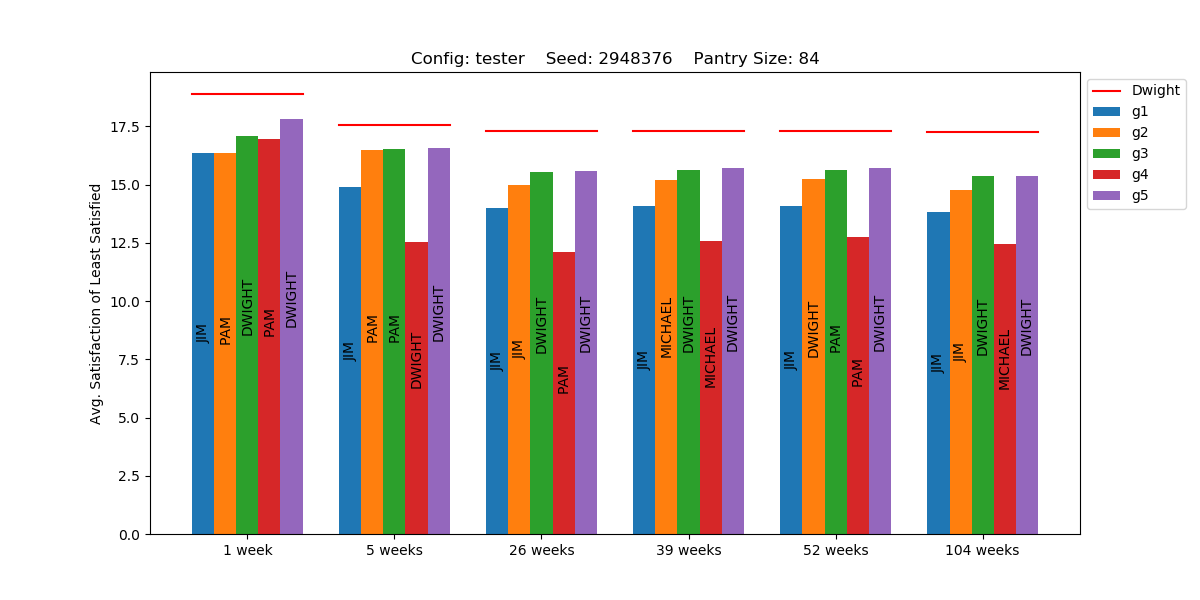 Config: tester    Seed: 2948376    Pantry Size: 84
Avg. Satisfaction of Least Satisfied
17.5
15.0
12.5
10.0
7.5
5.0
2.5
0.0
JIM
PAM
DWIGHT
PAM
DWIGHT
JIM
PAM
PAM
DWIGHT
DWIGHT
JIM
JIM
DWIGHT
PAM
DWIGHT
JIM
MICHAEL
DWIGHT
MICHAEL
DWIGHT
JIM
DWIGHT
PAM
PAM
DWIGHT
JIM
JIM
DWIGHT
MICHAEL
DWIGHT
1 week
5 weeks
26 weeks
39 weeks
52 weeks
104 weeks
Dwight
g1
g2
g3
g4
g5